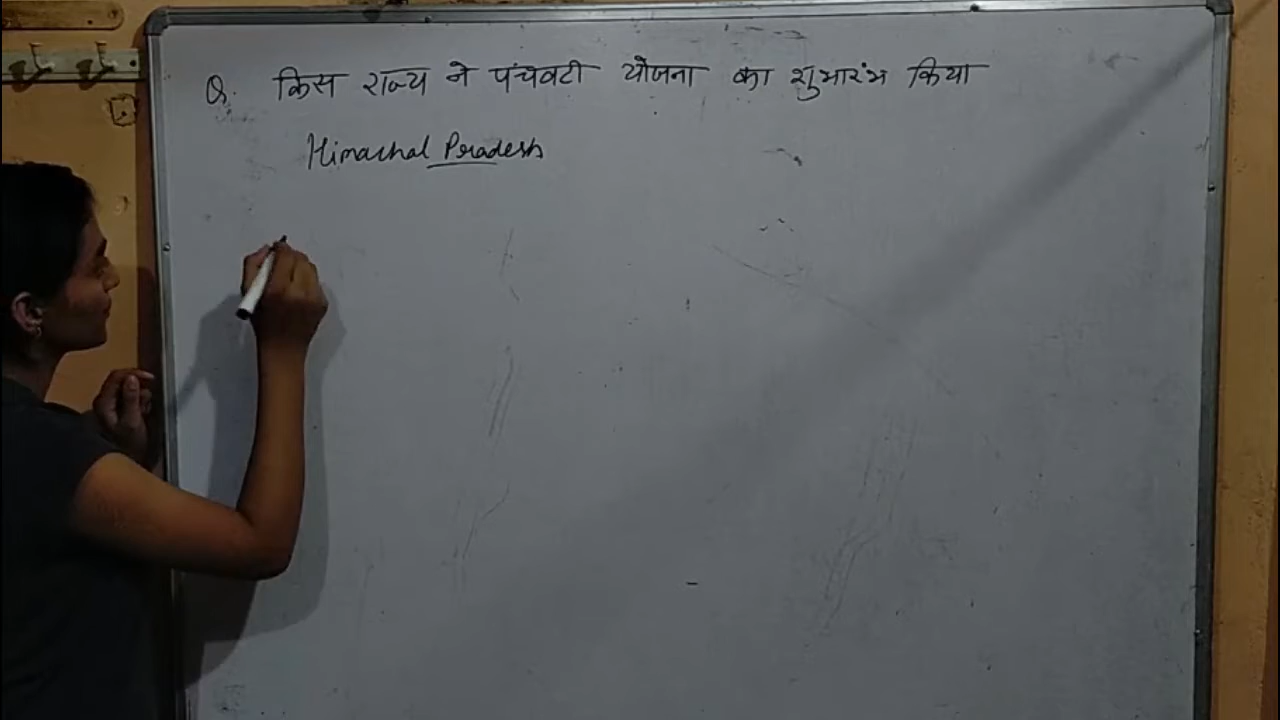 Q. किस राज्य ने पंचवटी योजना का शुभारंभ किया
Himachal Pradesh